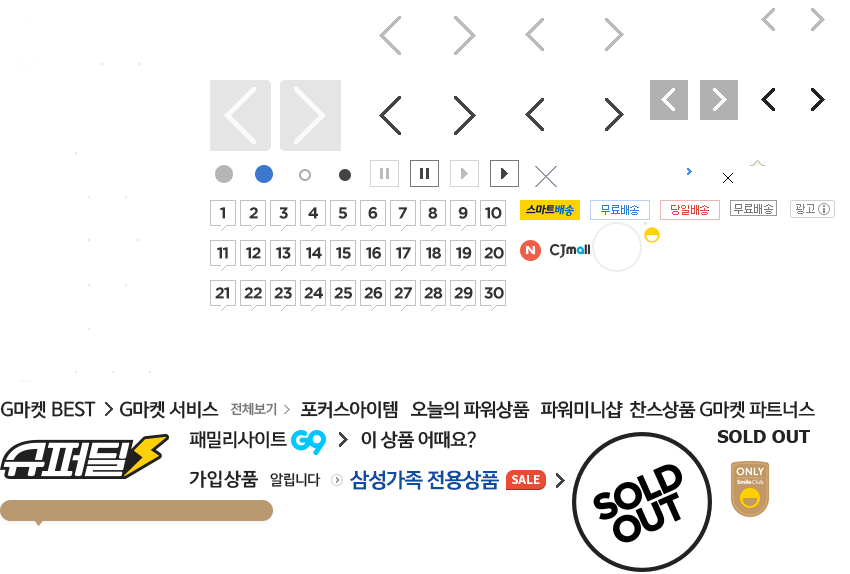 1 2 3 4 5 6 7 8 9 10
스마트배송 무료배송 당일배송 무료배송 광고
11 12 13 14 15 16 17 18 19 20
N CJmall
21 22 23 24 25 26 27 28 29 30
G마켓 BEST G마켓 서비스 전체보기 포커스아이템 오늘의 파워상품 파워미니샵 찬스상품 G마켓 파트너스
슈퍼딜 패밀리사이트 G9 이 상품 어때요? SOLD OUT
가입상품 알립니다 삼성가족 전용상품 SALE
SOLD OUT
ONLY
Smile Club